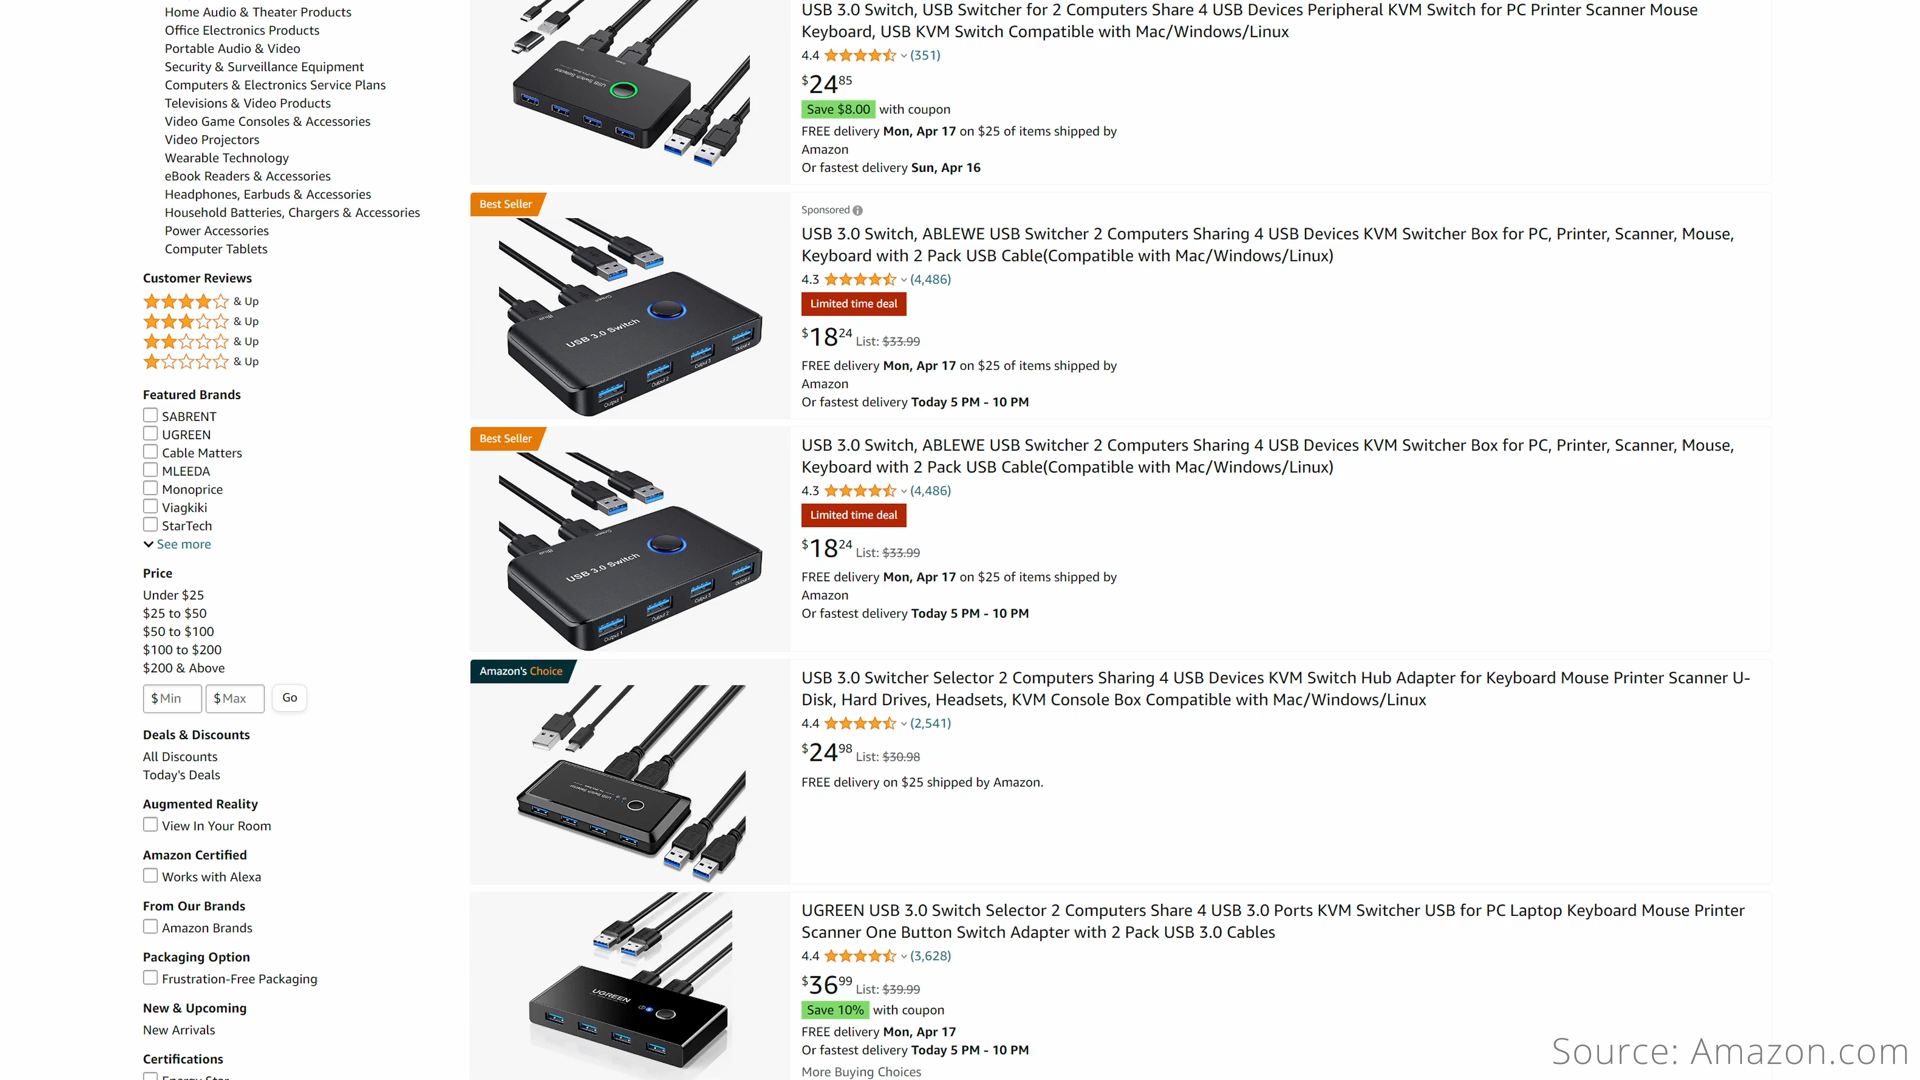 Home Audio & Theater Products
Office Electronics Products
Portable Audio & Video
Security & Surveillance Equipment
Computers & Electronics Service Plans
Televisions & Video Products
Video Game Consoles & Accessories
Video Projectors
Wearable Technology
eBook Readers & Accessories
Headphones, Earbuds & Accessories
Household Batteries, Chargers & Accessories
Power Accessories
Computer Tablets
Customer Reviews
& Up
& Up
& Up
& Up
Featured Brands
SABRENT
UGREEN
Cable Matters
MLEEDA
Monoprice
Viagkiki
StarTech
See more
Price
Under $25
$25 to $50
$50 to $100
$100 to $200
$200 & Above
$ Min $ Max Go
Deals & Discounts
All Discounts
Today's Deals
Augmented Reality
View In Your Room
Amazon Certified
Works with Alexa
From Our Brands
Amazon Brands
Packaging Option
Frustration-Free Packaging
New & Upcoming
New Arrivals
Certifications
USB Switch Selector
USB 3.0 Switch, USB Switcher for 2 Computers Share 4 USB Devices Peripheral KVM Switch for PC Printer Scanner Mouse
Keyboard, USB KVM Switch Compatible with Mac/Windows/Linux
4.4 (351)
$24 85
Save $8.00 with coupon
FREE delivery Mon, Apr 17 on $25 of items shipped by
Amazon
Or fastest delivery Sun, Apr 16
Best Seller
USB 3.0 Switch
Output 1 Output 2 Output 3 Output 4
Sponsored
USB 3.0 Switch, ABLEWE USB Switcher 2 Computers Sharing 4 USB Devices KVM Switcher Box for PC, Printer, Scanner, Mouse,
Keyboard with 2 Pack USB Cable(Compatible with Mac/Windows/Linux)
4.3 (4,486)
Limited time deal
$18 24 List: $33.99
FREE delivery Mon, Apr 17 on $25 of items shipped by
Amazon
Or fastest delivery Today 5 PM - 10 PM
Best Seller
USB 3.0 Switch
Output 1 Output 2 Output 3 Output 4
USB 3.0 Switch, ABLEWE USB Switcher 2 Computers Sharing 4 USB Devices KVM Switcher Box for PC, Printer, Scanner, Mouse,
Keyboard with 2 Pack USB Cable(Compatible with Mac/Windows/Linux)
4.3 (4,486)
Limited time deal
$18 24 List: $33.99
FREE delivery Mon, Apr 17 on $25 of items shipped by
Amazon
Or fastest delivery Today 5 PM - 10 PM
Amazon's Choice
USB Switch Selector
USB 3.0 Switcher Selector 2 Computers Sharing 4 USB Devices KVM Switch Hub Adapter for Keyboard Mouse Printer Scanner U-
Disk, Hard Drives, Headsets, KVM Console Box Compatible with Mac/Windows/Linux
4.4 (2,541)
$24 98 List: $30.98
FREE delivery on $25 shipped by Amazon.
UGREEN
UGREEN USB 3.0 Switch Selector 2 Computers Share 4 USB 3.0 Ports KVM Switcher USB for PC Laptop Keyboard Mouse Printer
Scanner One Button Switch Adapter with 2 Pack USB 3.0 Cables
4.4 (3,628)
$36 99 List: $39.99
Save 10% with coupon
FREE delivery Mon, Apr 17
Or fastest delivery Today 5 PM - 10 PM
More Buying Choices
Source: Amazon.com